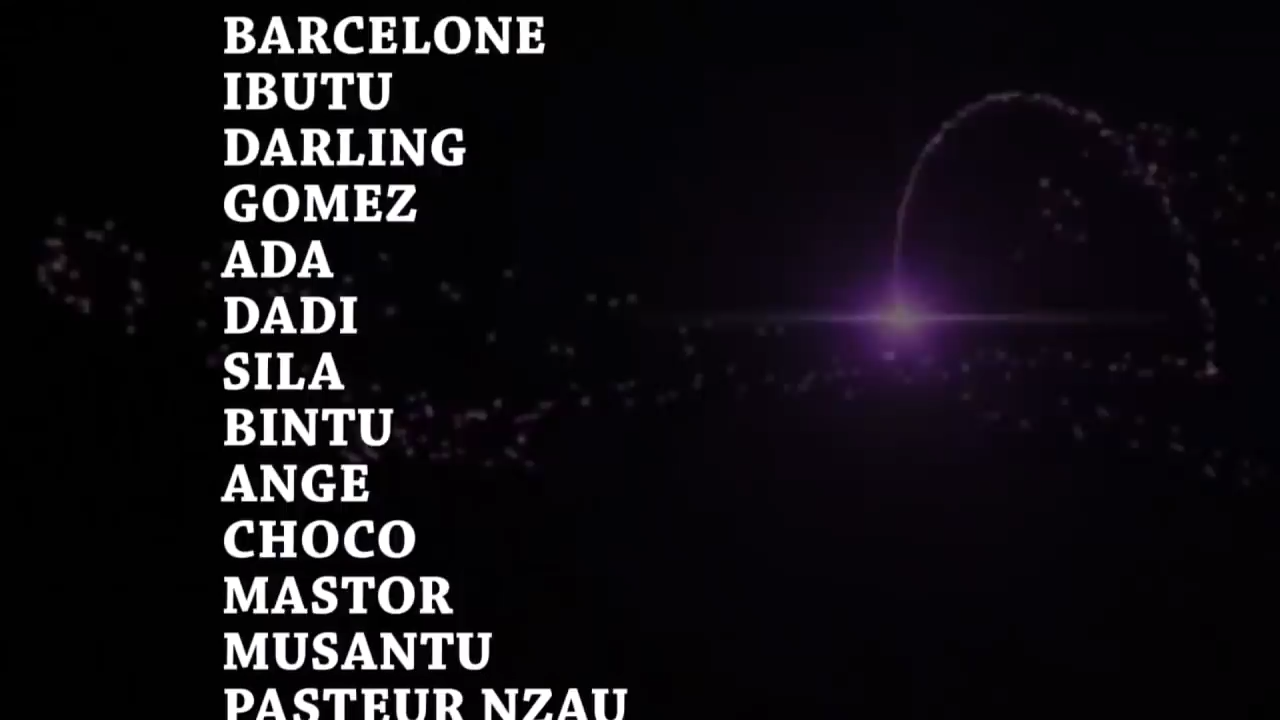 BARCELONE
IBUTU
DARLING
GOMEZ
ADA
DADI
SILA
BINTU
ANGE
CHOCO
MASTOR
MUSANTU
PASTEUR NZAU